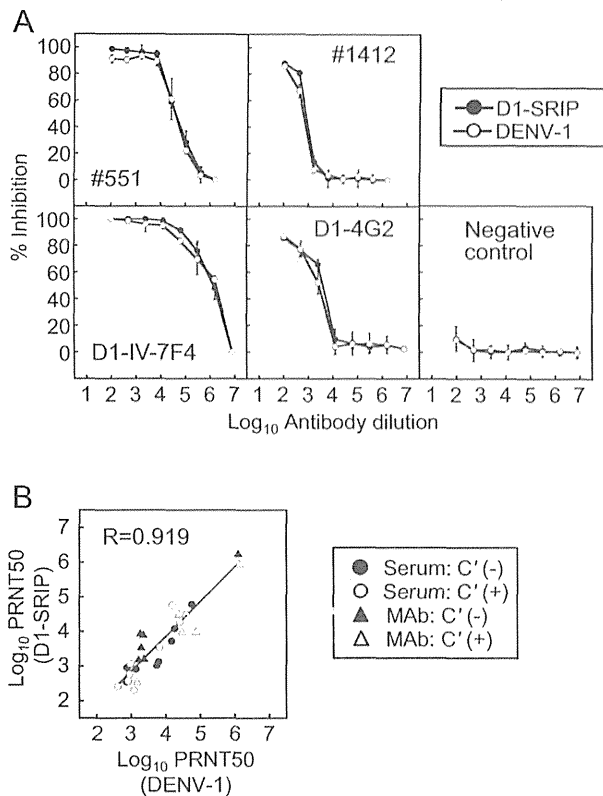 A
% Inhibition
100
80
60
40
20
0
#551
#1412
D1-SRIP
DENV-1
100
80
60
40
20
0
D1-IV-7F4
D1-4G2
Negative
control
1 2 3 4 5 6 7
1 2 3 4 5 6 7
1 2 3 4 5 6 7
Log₁₀ Antibody dilution
B
Log₁₀ PRNT50
(D1-SRIP)
7
6
5
4
3
2
R=0.919
2 3 4 5 6 7
Log₁₀ PRNT50
(DENV-1)
Serum: C′ (-)
Serum: C′ (+)
MAb: C′ (-)
MAb: C′ (+)